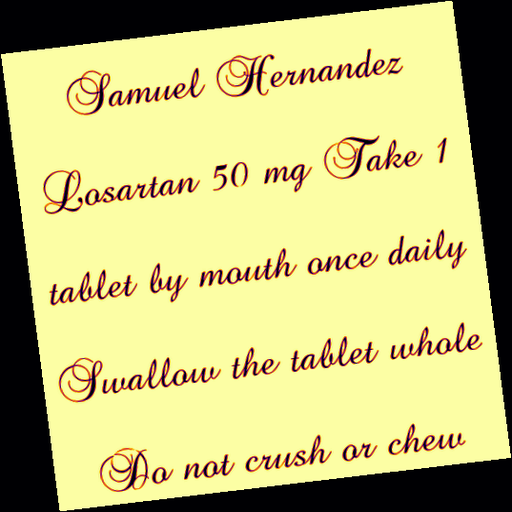 Samuel Hernandez
Losartan 50 mg Take 1
tablet by mouth once daily
Swallow the tablet whole
Do not crush or chew